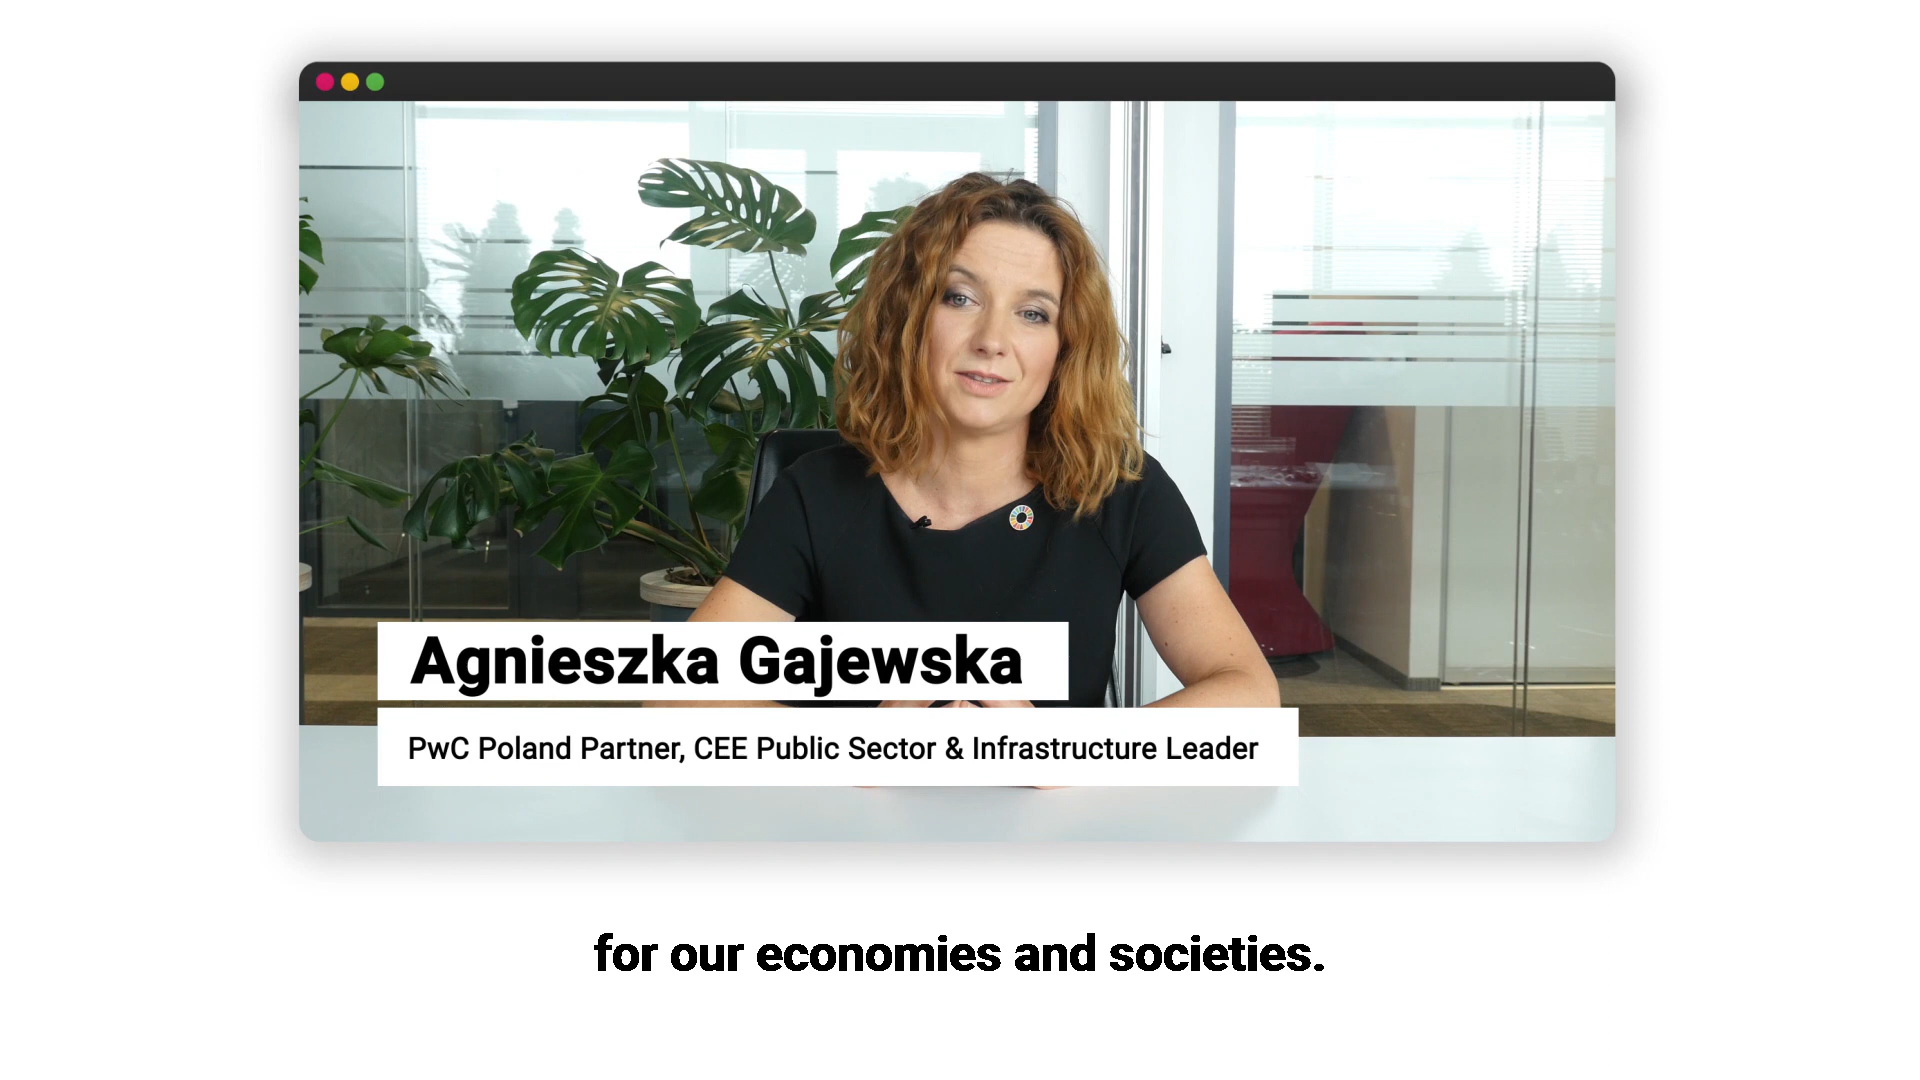 Agnieszka Gajewska
PwC Poland Partner, CEE Public Sector & Infrastructure Leader
for our economies and societies.